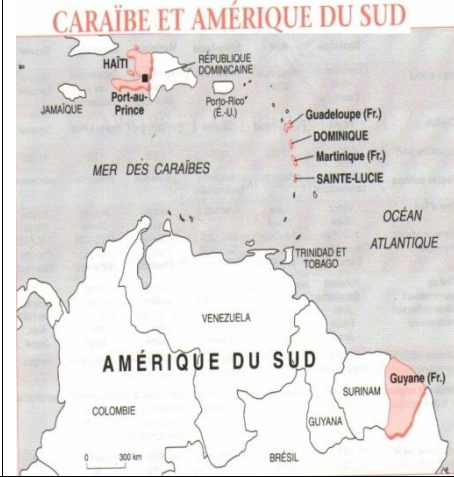 CARAÏBE ET AMÉRIQUE DU SUD
HAÏTI
RÉPUBLIQUE
DOMINICAINE
JAMAÏQUE
Port-au-
Prince
Porto-Rico
(É.-U.)
Guadeloupe (Fr.)
DOMINIQUE
Martinique (Fr.)
SAINTE-LUCIE
MER DES CARAÏBES
OCÉAN
ATLANTIQUE
TRINIDAD ET
TOBAGO
VENEZUELA
AMÉRIQUE DU SUD
Guyane (Fr.)
SURINAM
COLOMBIE
GUYANA
BRÉSIL
0 300 km